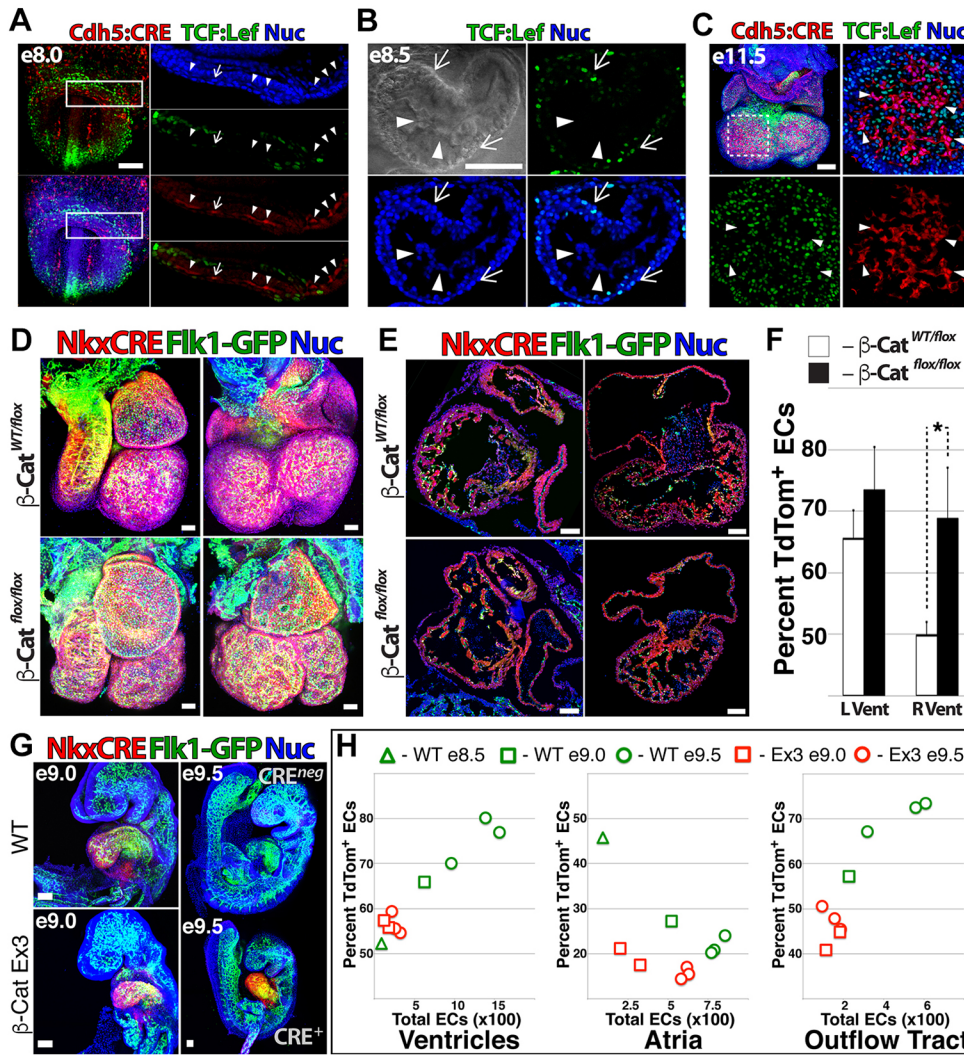 A
Cdh5:CRE TCF:Lef Nuc
e8.0
B
TCF:Lef Nuc
e8.5
C
Cdh5:CRE TCF:Lef Nuc
e11.5
D
NkxCRE Flk1-GFP Nuc
β-Cat WT/flox
β-Cat flox/flox
E
NkxCRE Flk1-GFP Nuc
β-Cat WT/flox
β-Cat flox/flox
F
– β-Cat WT/flox
– β-Cat flox/flox
Percent TdTom+ ECs
80
70
60
50
*
L Vent R Vent
G
NkxCRE Flk1-GFP Nuc
WT
e9.0
e9.5 CREneg
β-Cat Ex3
e9.0
e9.5
CRE+
H
- WT e8.5 - WT e9.0 - WT e9.5 - Ex3 e9.0 - Ex3 e9.5
Percent TdTom+ ECs
90
80
70
60
50
5 10 15
Total ECs (x100)
Ventricles
Percent TdTom+ ECs
50
40
30
20
2.5 5 7.5
Total ECs (x100)
Atria
Percent TdTom+ ECs
80
70
60
50
40
2 4 6
Total ECs (x100)
Outflow Tract